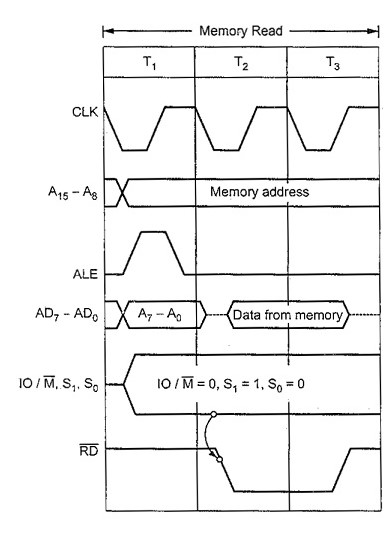 Memory Read
T₁ T₂ T₃
CLK
A₁₅ – A₈ Memory address
ALE
AD₇ – AD₀ A₇ – A₀ Data from memory
IO / M̅, S₁, S₀ IO / M̅ = 0, S₁ = 1, S₀ = 0
R̅D̅